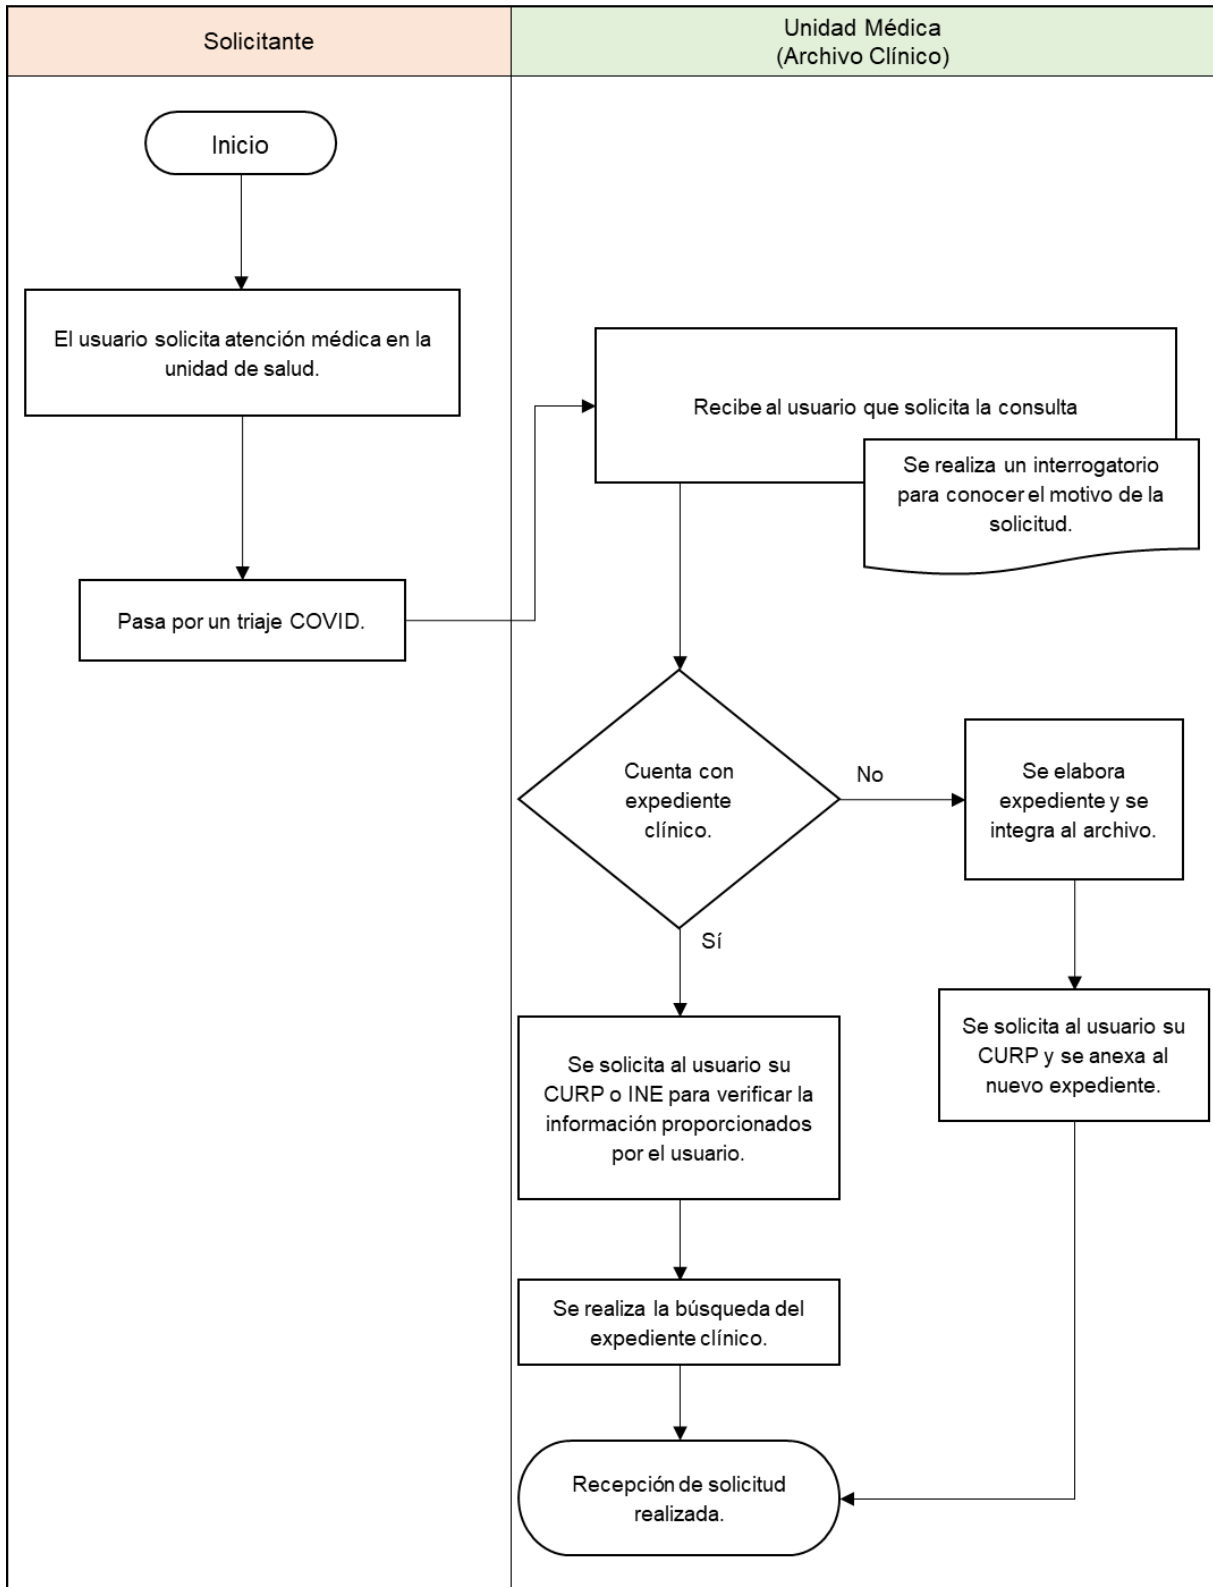 Solicitante
Unidad Médica
(Archivo Clínico)
Inicio
El usuario solicita atención médica en la
unidad de salud.
Pasa por un triaje COVID.
Recibe al usuario que solicita la consulta
Se realiza un interrogatorio
para conocer el motivo de la
solicitud.
Cuenta con
expediente
clínico.
No
Se elabora
expediente y se
integra al archivo.
Sí
Se solicita al usuario su
CURP y se anexa al
nuevo expediente.
Se solicita al usuario su
CURP o INE para verificar la
información proporcionados
por el usuario.
Se realiza la búsqueda del
expediente clínico.
Recepción de solicitud
realizada.